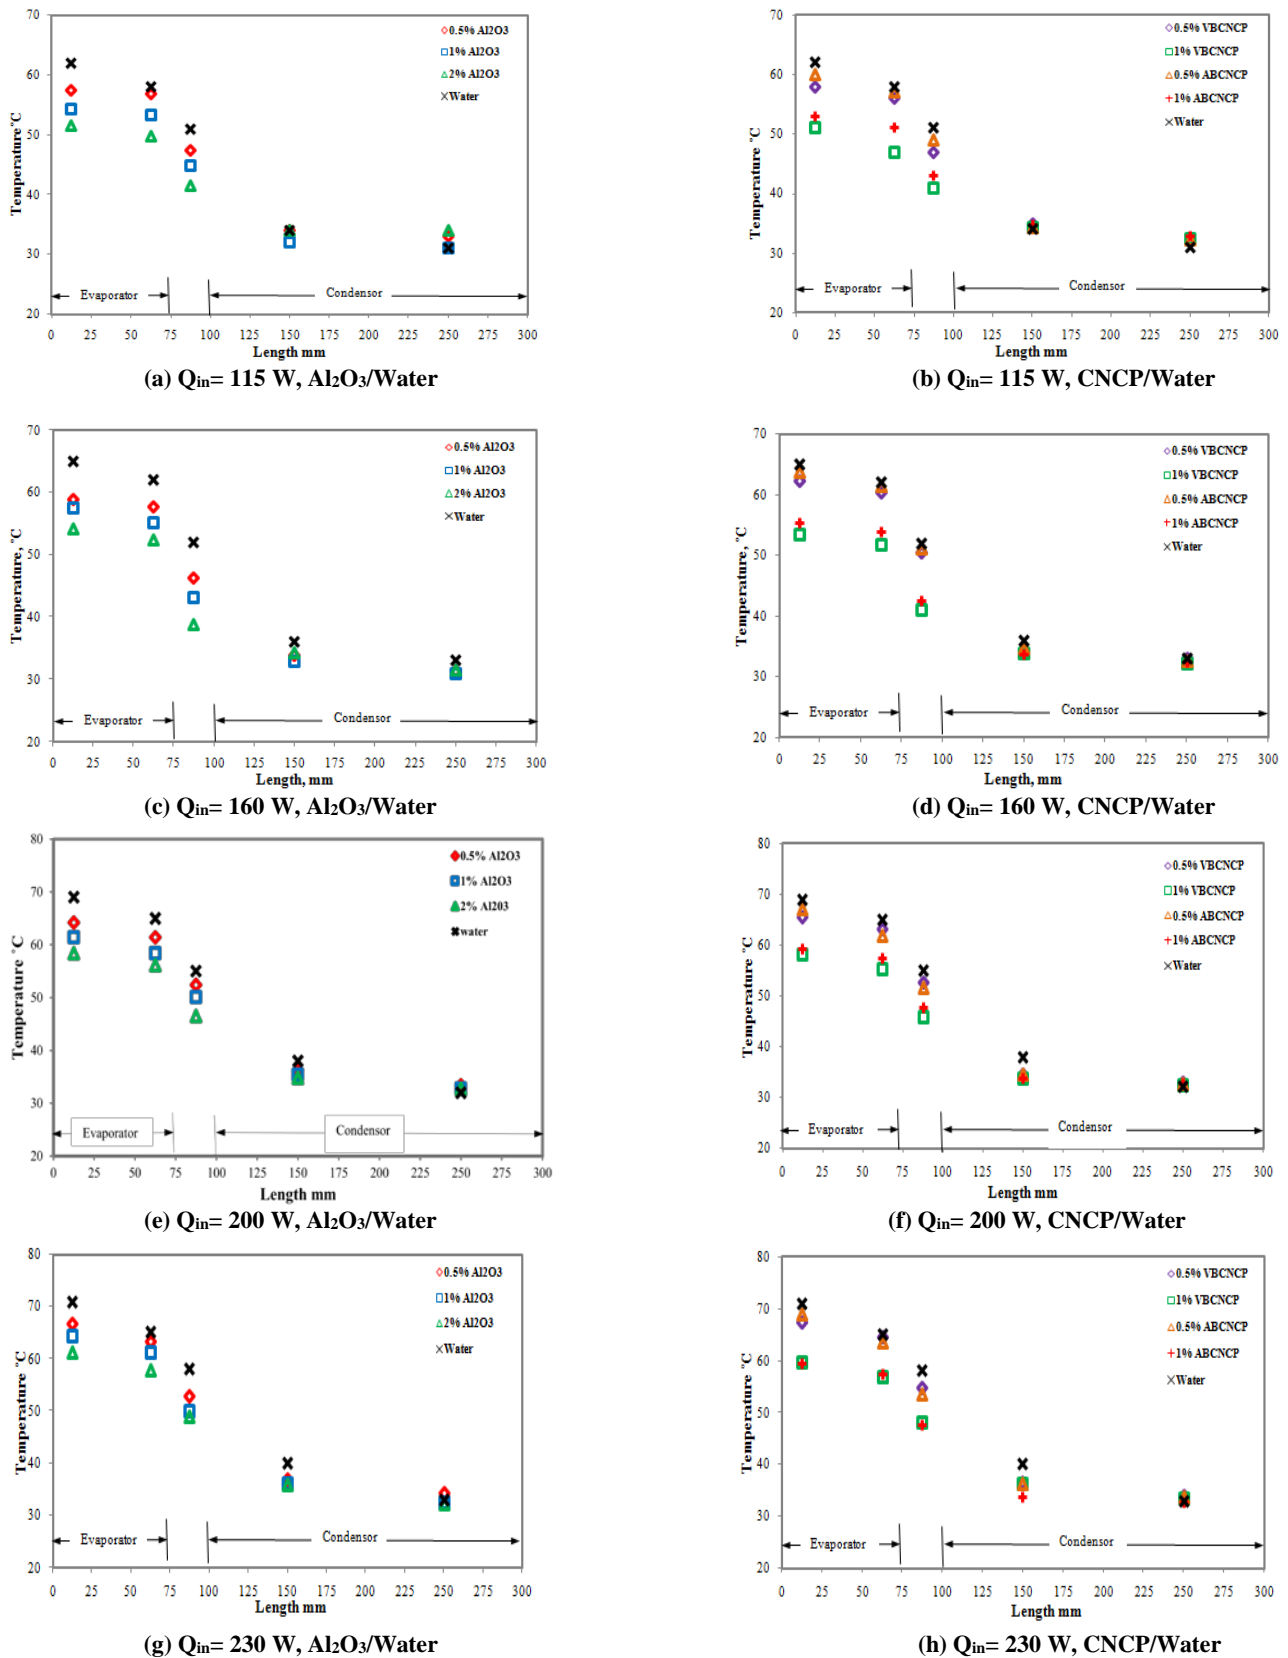 70
60
50
40
30
20
Temperature°C
0.5% Al2O3
1% Al2O3
2% Al2O3
Water
Evaporator
Condensor
0 25 50 75 100 125 150 175 200 225 250 275 300
Length mm
(a) Qin= 115 W, Al2O3/Water
70
60
50
40
30
20
Temperature °C
0.5% VBCNCP
1% VBCNCP
0.5% ABCNCP
1% ABCNCP
Water
Evaporator
Condensor
0 25 50 75 100 125 150 175 200 225 250 275 300
Length mm
(b) Qin= 115 W, CNCP/Water
70
60
50
40
30
20
Temperature, °C
0.5% Al2O3
1% Al2O3
2% Al2O3
Water
Evaporator
Condensor
0 25 50 75 100 125 150 175 200 225 250 275 300
Length, mm
(c) Qin= 160 W, Al2O3/Water
70
60
50
40
30
20
Temperature, °C
0.5% VBCNCP
1% VBCNCP
0.5% ABCNCP
1% ABCNCP
Water
Evaporator
Condensor
0 25 50 75 100 125 150 175 200 225 250 275 300
Length, mm
(d) Qin= 160 W, CNCP/Water
80
70
60
50
40
30
20
Temperature °C
0.5% Al2O3
1% Al2O3
2% Al203
water
Evaporator
Condensor
0 25 50 75 100 125 150 175 200 225 250 275 300
Length mm
(e) Qin= 200 W, Al2O3/Water
80
70
60
50
40
30
20
Temperature °C
0.5% VBCNCP
1% VBCNCP
0.5% ABCNCP
1% ABCNCP
Water
Evaporator
Condensor
0 25 50 75 100 125 150 175 200 225 250 275 300
Length mm
(f) Qin= 200 W, CNCP/Water
80
70
60
50
40
30
20
Temperature °C
0.5% Al2O3
1% Al2O3
2% Al2O3
Water
Evaporator
Condensor
0 25 50 75 100 125 150 175 200 225 250 275 300
Length mm
(g) Qin= 230 W, Al2O3/Water
80
70
60
50
40
30
20
Temperature °C
0.5% VBCNCP
1% VBCNCP
0.5% ABCNCP
1% ABCNCP
Water
Evaporator
Condensor
0 25 50 75 100 125 150 175 200 225 250 275 300
Length mm
(h) Qin= 230 W, CNCP/Water